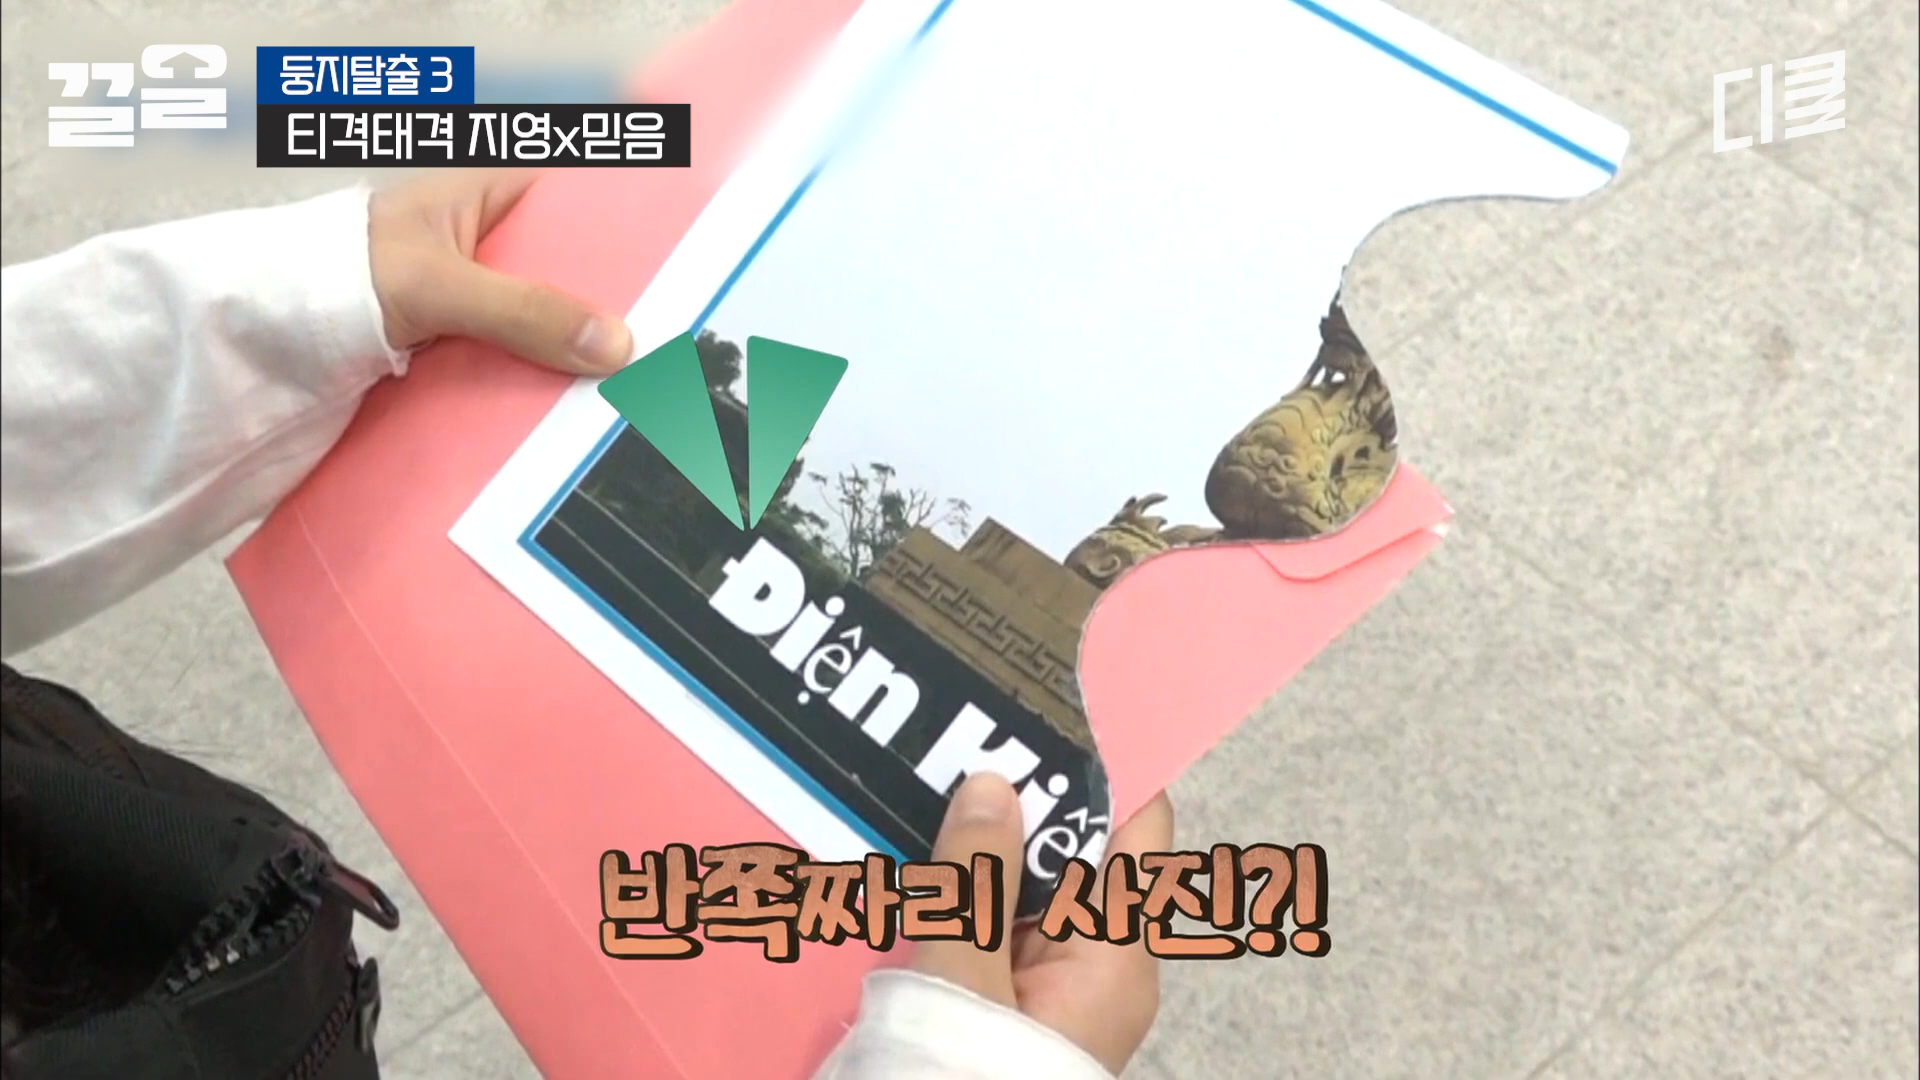 끌올
둥지탈출 3
티격태격 지영x믿음
디클
Điện Kiế
반쪽짜리 사진?!